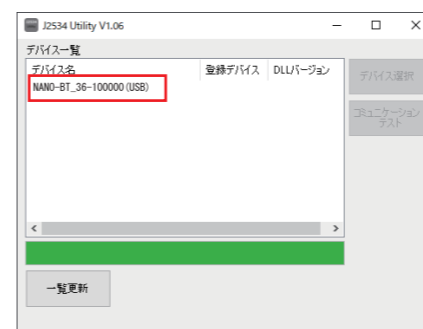 J2534 Utility V1.06
デバイス一覧
デバイス名 登録デバイス DLLバージョン
NANO-BT_36-100000(USB)
デバイス選択
コミュニケーション
テスト
一覧更新